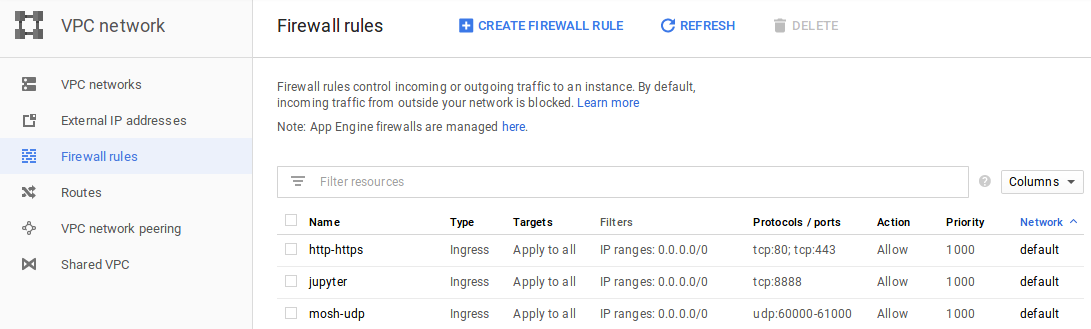 VPC network
Firewall rules
CREATE FIREWALL RULE
REFRESH
DELETE
VPC networks
External IP addresses
Firewall rules
Routes
VPC network peering
Shared VPC
Firewall rules control incoming or outgoing traffic to an instance. By default,
incoming traffic from outside your network is blocked. Learn more
Note: App Engine firewalls are managed here.
Filter resources
? Columns
Name Type Targets Filters Protocols / ports Action Priority Network
http-https Ingress Apply to all IP ranges: 0.0.0.0/0 tcp:80; tcp:443 Allow 1000 default
jupyter Ingress Apply to all IP ranges: 0.0.0.0/0 tcp:8888 Allow 1000 default
mosh-udp Ingress Apply to all IP ranges: 0.0.0.0/0 udp:60000-61000 Allow 1000 default